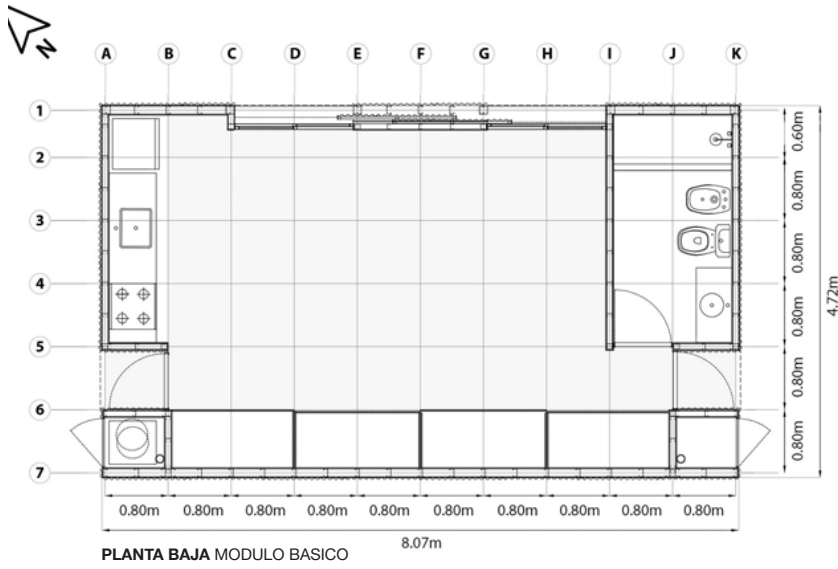 N
A B C D E F G H I J K
1
2
3
4
5
6
7
0.60m
0.80m
0.80m
0.80m
0.80m
0.80m
4.72m
0.80m 0.80m 0.80m 0.80m 0.80m 0.80m 0.80m 0.80m 0.80m 0.80m
8.07m
PLANTA BAJA MODULO BASICO